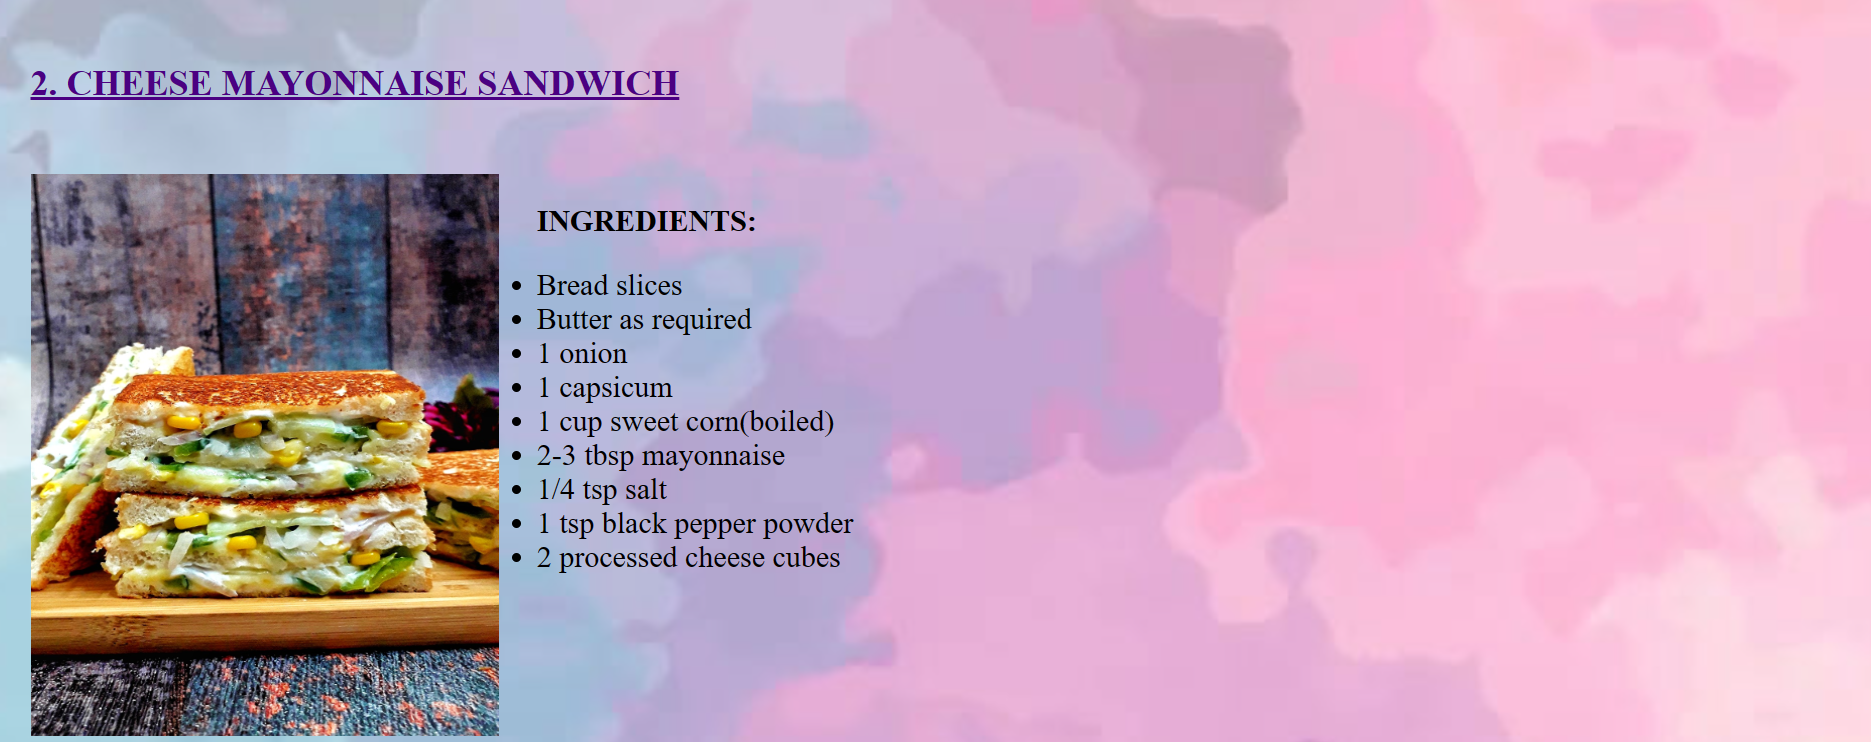 2. CHEESE MAYONNAISE SANDWICH
INGREDIENTS:
• Bread slices
• Butter as required
• 1 onion
• 1 capsicum
• 1 cup sweet corn(boiled)
• 2-3 tbsp mayonnaise
• 1/4 tsp salt
• 1 tsp black pepper powder
• 2 processed cheese cubes